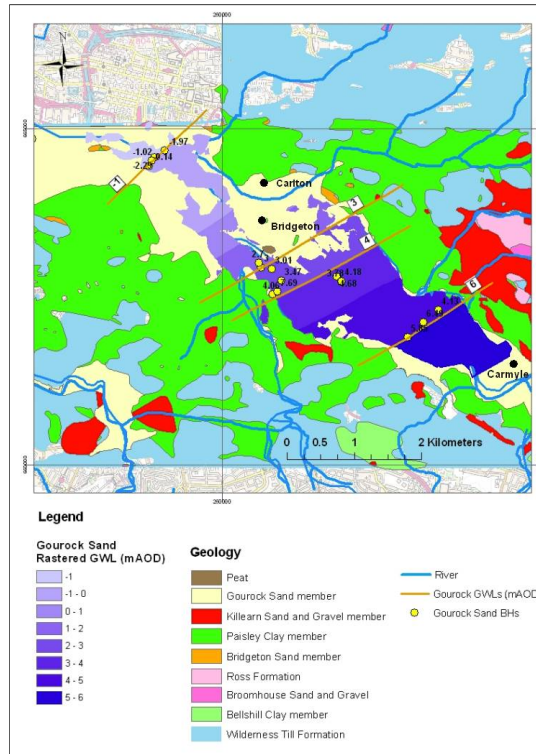 260000
N
-1.97
-1.02
-0.14
-2.29
-1
Carlton
Bridgeton
3
4
3.01
3.47
4.18
4.68
4.13
6
Carmyle
0 0.5 1 2 Kilometers
260000
Legend
Gourock Sand
Rastered GWL (mAOD)
-1
-1 - 0
0 - 1
1 - 2
2 - 3
3 - 4
4 - 5
5 - 6
Geology
Peat
Gourock Sand member
Killearn Sand and Gravel member
Paisley Clay member
Bridgeton Sand member
Ross Formation
Broomhouse Sand and Gravel
Bellshill Clay member
Wilderness Till Formation
River
Gourock GWLs (mAOD
Gourock Sand BHs